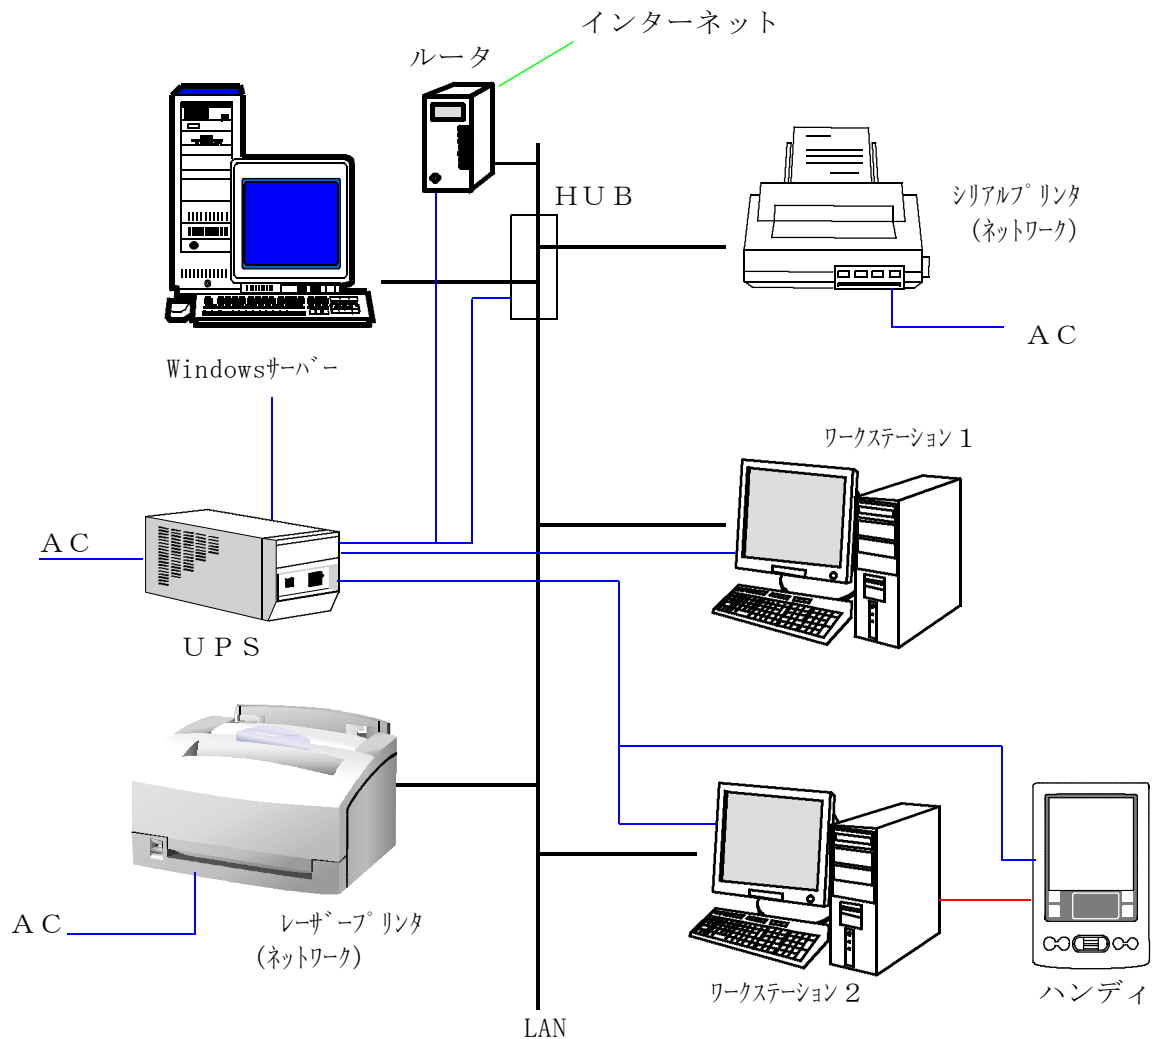 インターネット
ルータ
HUB
シリアルプリンタ
(ネットワーク)
AC
Windowsサーバー
ワークステーション1
AC
UPS
AC
レーザープリンタ
(ネットワーク)
ワークステーション2
ハンディ
LAN